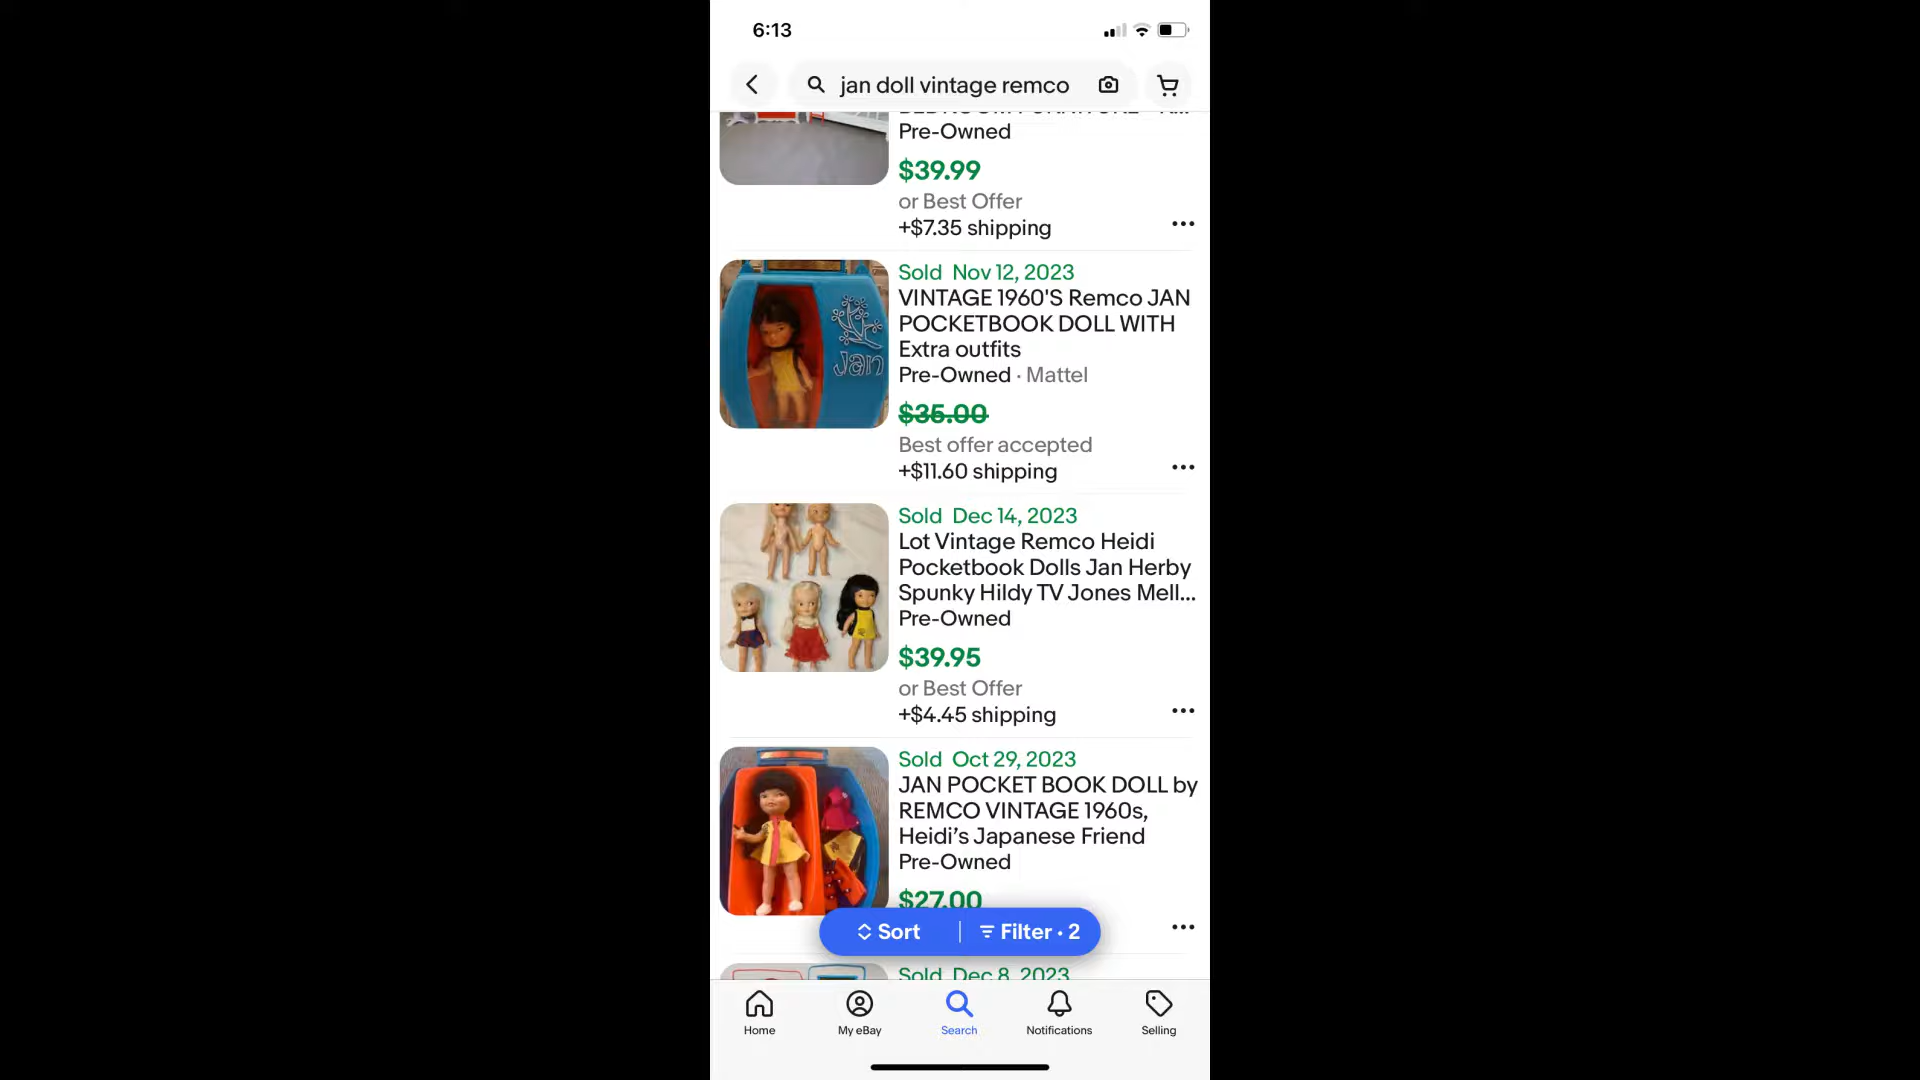 6:13
jan doll vintage remco
Pre-Owned
$39.99
or Best Offer
+$7.35 shipping
Sold Nov 12, 2023
VINTAGE 1960'S Remco JAN
POCKETBOOK DOLL WITH
Extra outfits
Pre-Owned · Mattel
$35.00
Best offer accepted
+$11.60 shipping
Jan
Sold Dec 14, 2023
Lot Vintage Remco Heidi
Pocketbook Dolls Jan Herby
Spunky Hildy TV Jones Mell...
Pre-Owned
$39.95
or Best Offer
+$4.45 shipping
Sold Oct 29, 2023
JAN POCKET BOOK DOLL by
REMCO VINTAGE 1960s,
Heidi’s Japanese Friend
Pre-Owned
$27.00
Sort
Filter · 2
Sold Dec 8, 2023
Home
My eBay
Search
Notifications
Selling